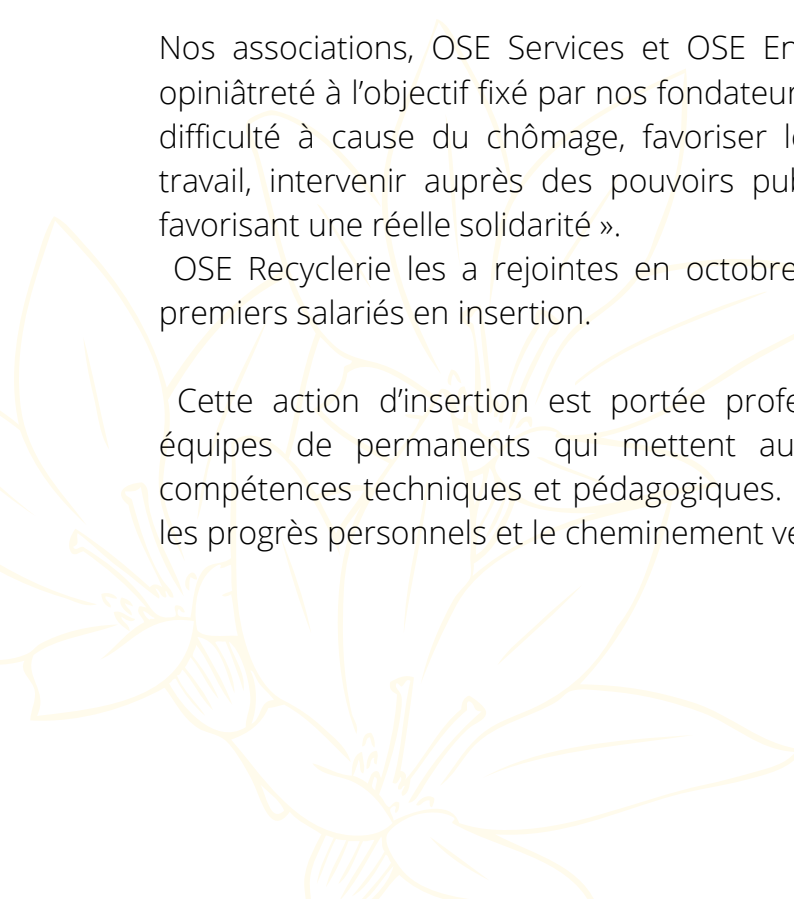 Nos associations, OSE Services et OSE En
opiniâtreté à l’objectif fixé par nos fondateur
difficulté à cause du chômage, favoriser l
travail, intervenir auprès des pouvoirs pub
favorisant une réelle solidarité ».
OSE Recyclerie les a rejointes en octobre
premiers salariés en insertion.
Cette action d’insertion est portée profe
équipes de permanents qui mettent au
compétences techniques et pédagogiques.
les progrès personnels et le cheminement ve